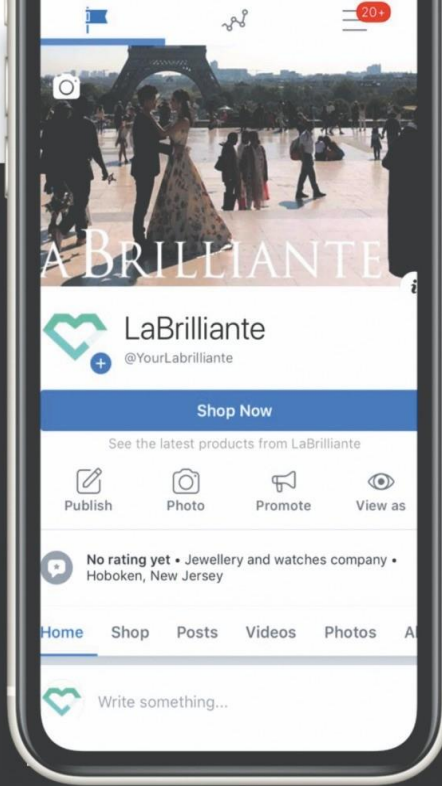 20+
A BRILLIANTE
LaBrilliante
@YourLabrilliante
Shop Now
See the latest products from LaBrilliante
Publish Photo Promote View as
No rating yet • Jewellery and watches company •
Hoboken, New Jersey
Home Shop Posts Videos Photos A
Write something...